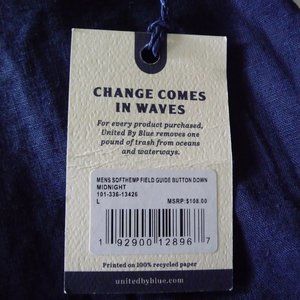 CHANGE COMES
IN WAVES
For every product purchased,
United By Blue removes one
pound of trash from oceans
and waterways.
MENS SOFTHEMP FIELD GUIDE BUTTON DOWN
MIDNIGHT
101-336-13426
L MSRP $108.00
1 92900 12896 7
Printed on 100% recycled paper
unitedbyblue.com